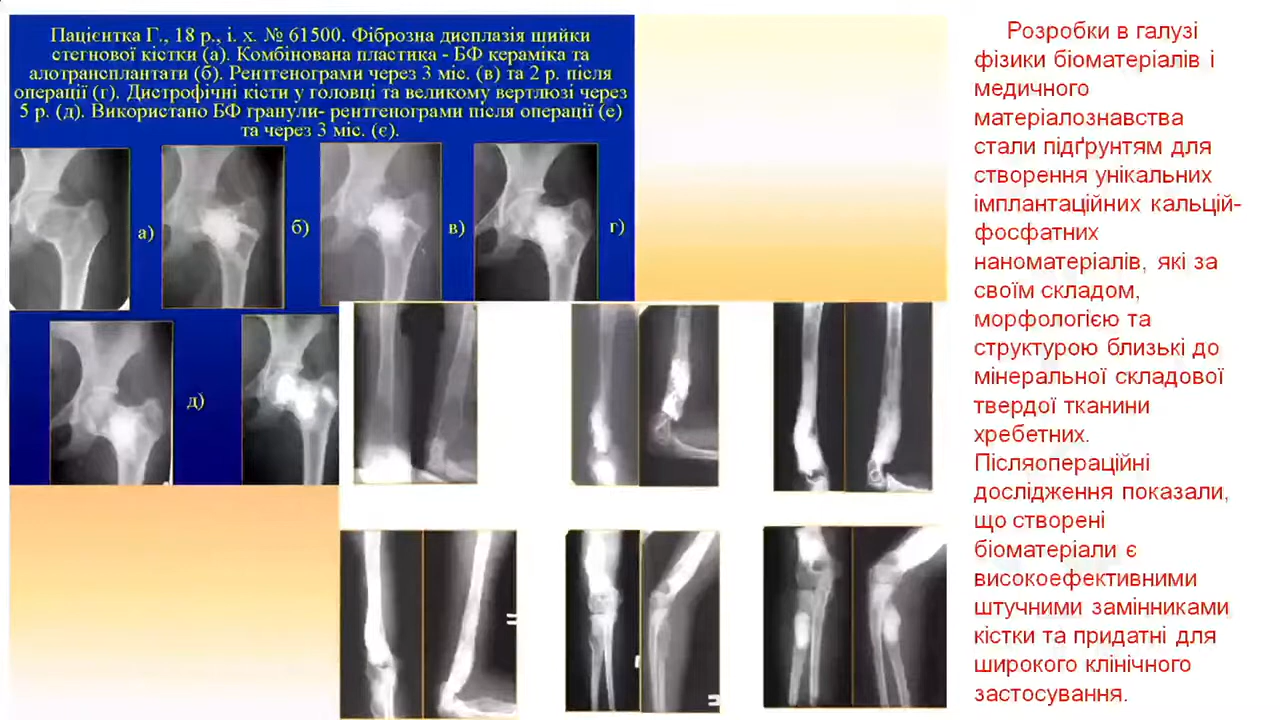 Пацієнтка Г., 18 р., і. х. № 61500. Фіброзна дисплазія шийки
стегнової кістки (а). Комбінована пластика - БФ кераміка та
алотрансплантати (б). Рентгенограми через 3 міс. (в) та 2 р. після
операції (г). Дистрофічні кісти у головці та великому вертлюзі через
5 р. (д). Використано БФ гранули- рентгенограми після операції (е)
та через 3 міс. (є).
а)
б)
в)
г)
д)
Розробки в галузі
фізики біоматеріалів і
медичного
матеріалознавства
стали підґрунтям для
створення унікальних
імплантаційних кальцій-
фосфатних
наноматеріалів, які за
своїм складом,
морфологією та
структурою близькі до
мінеральної складової
твердої тканини
хребетних.
Післяопераційні
дослідження показали,
що створені
біоматеріали є
високоефективними
штучними замінниками
кістки та придатні для
широкого клінічного
застосування.